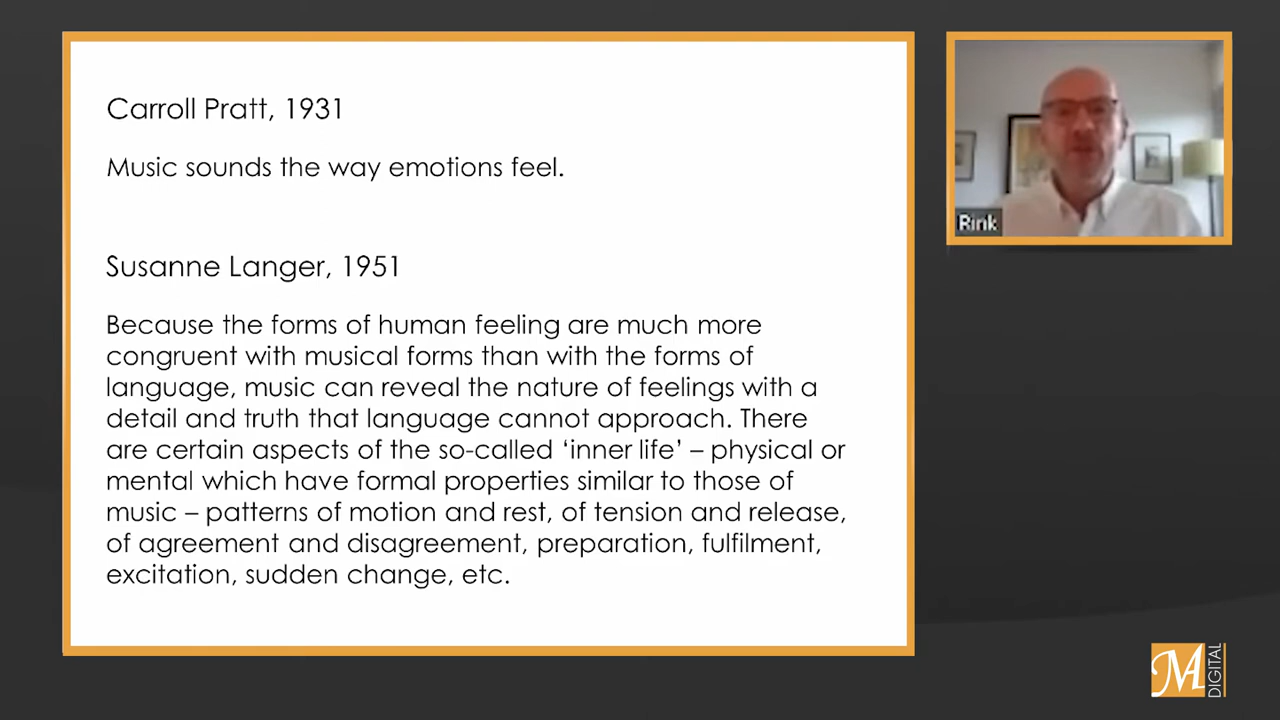 Carroll Pratt, 1931
Music sounds the way emotions feel.
Susanne Langer, 1951
Because the forms of human feeling are much more
congruent with musical forms than with the forms of
language, music can reveal the nature of feelings with a
detail and truth that language cannot approach. There
are certain aspects of the so-called ‘inner life’ – physical or
mental which have formal properties similar to those of
music – patterns of motion and rest, of tension and release,
of agreement and disagreement, preparation, fulfilment,
excitation, sudden change, etc.
Rink
M
DIGITAL